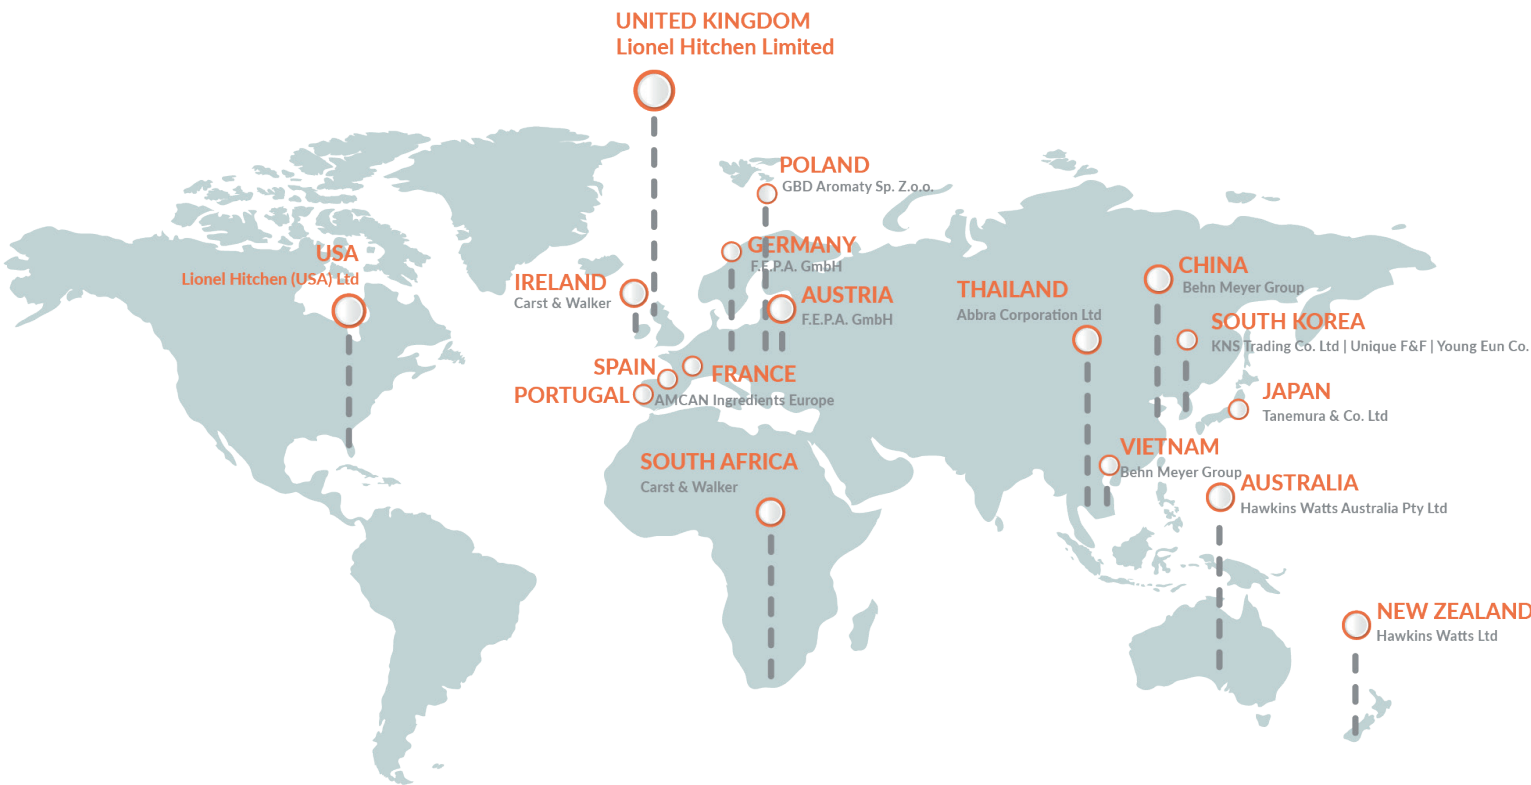 UNITED KINGDOM
Lionel Hitchen Limited
POLAND
GBD Aromaty Sp. Z.o.o.
USA
Lionel Hitchen (USA) Ltd
GERMANY
F.E.P.A. GmbH
IRELAND
Carst & Walker
AUSTRIA
F.E.P.A. GmbH
THAILAND
Abbra Corporation Ltd
CHINA
Behn Meyer Group
SOUTH KOREA
KNS Trading Co. Ltd | Unique F&F | Young Eun Co.
SPAIN
FRANCE
PORTUGAL
AMCAN Ingredients Europe
JAPAN
Tanemura & Co. Ltd
SOUTH AFRICA
Carst & Walker
VIETNAM
Behn Meyer Group
AUSTRALIA
Hawkins Watts Australia Pty Ltd
NEW ZEALAND
Hawkins Watts Ltd